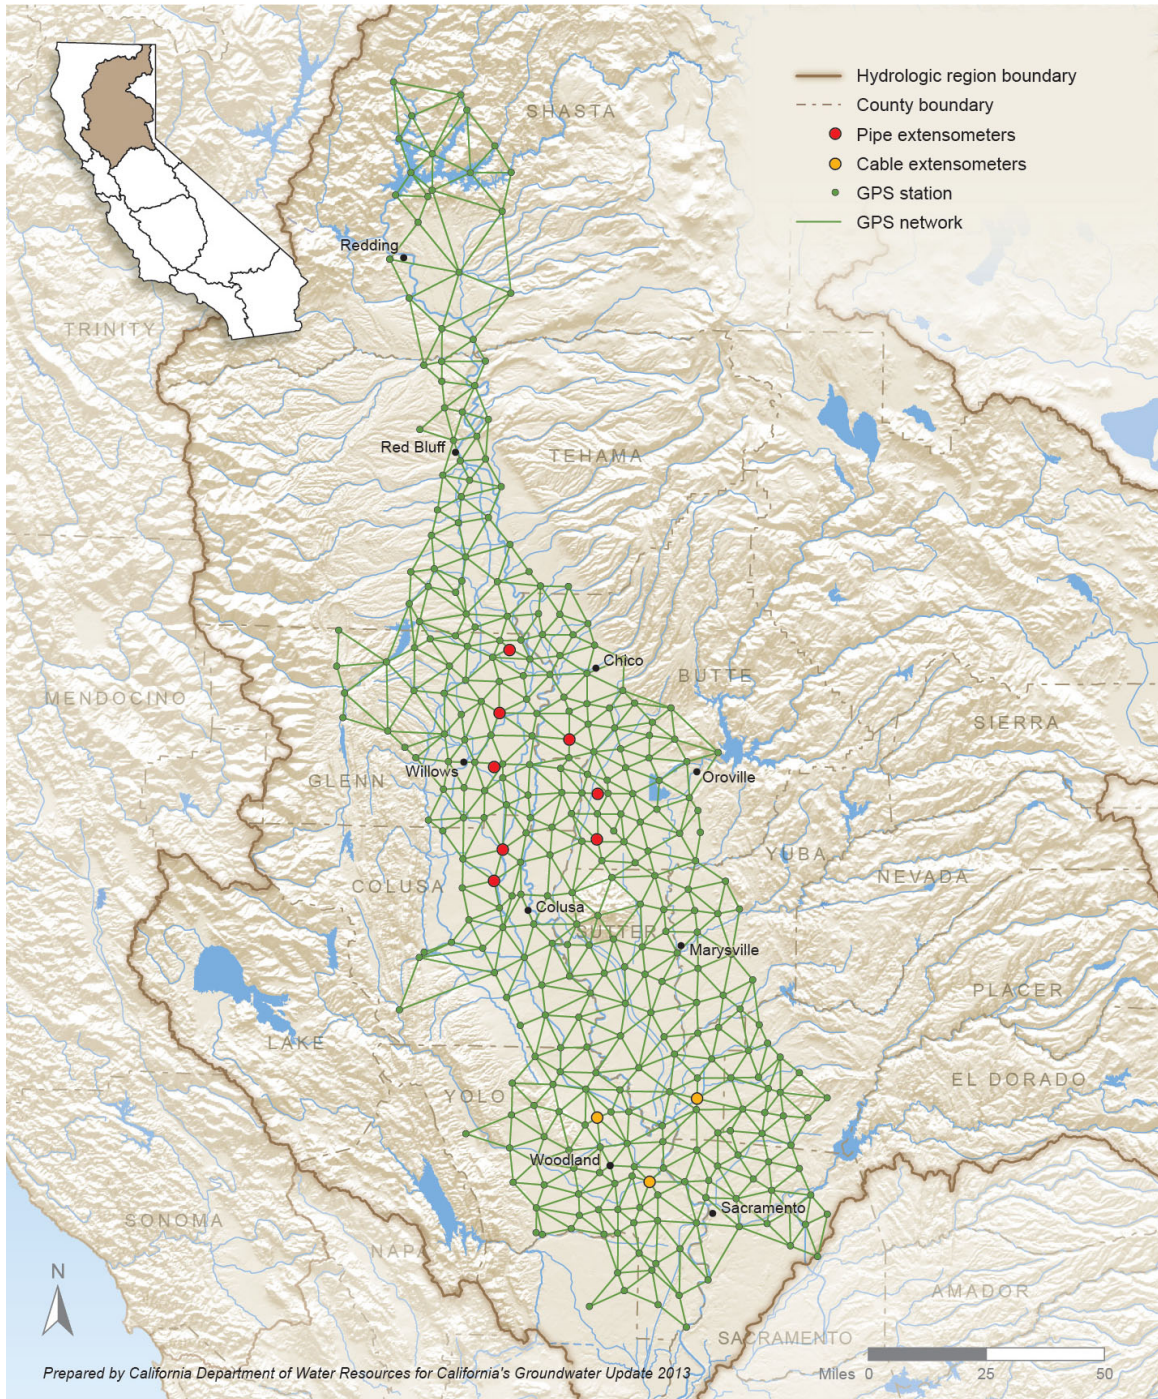 Hydrologic region boundary
County boundary
Pipe extensometers
Cable extensometers
GPS station
GPS network
SHASTA
Redding
TRINITY
Red Bluff
TEHAMA
Chico
BUTTE
MENDOCINO
SIERRA
Willows
GLENN
Oroville
YUBA
NEVADA
COLUSA
Colusa
SUTTER
Marysville
PLACER
LAKE
EL DORADO
YOLO
Woodland
Sacramento
SONOMA
NAPA
N
AMADOR
SACRAMENTO
Prepared by California Department of Water Resources for California's Groundwater Update 2013
Miles 0 25 50